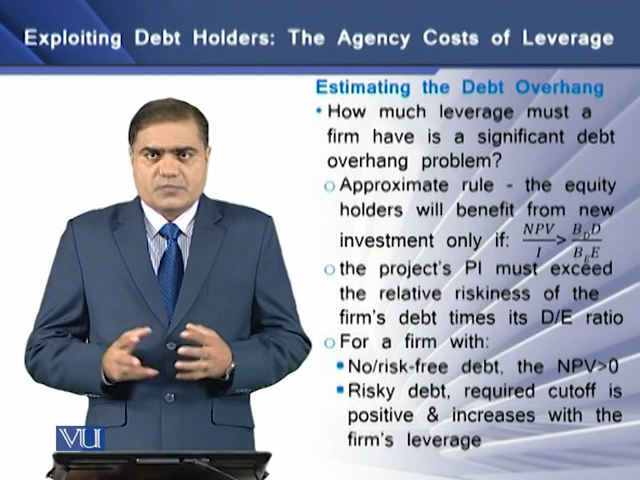 Exploiting Debt Holders: The Agency Costs of Leverage
Estimating the Debt Overhang
• How much leverage must a
firm have is a significant debt
overhang problem?
o Approximate rule - the equity
holders will benefit from new
investment only if: NPV/I > B_D D/B_E E
o the project's PI must exceed
the relative riskiness of the
firm's debt times its D/E ratio
o For a firm with:
▪ No/risk-free debt, the NPV>0
▪ Risky debt, required cutoff is
positive & increases with the
firm's leverage
VU